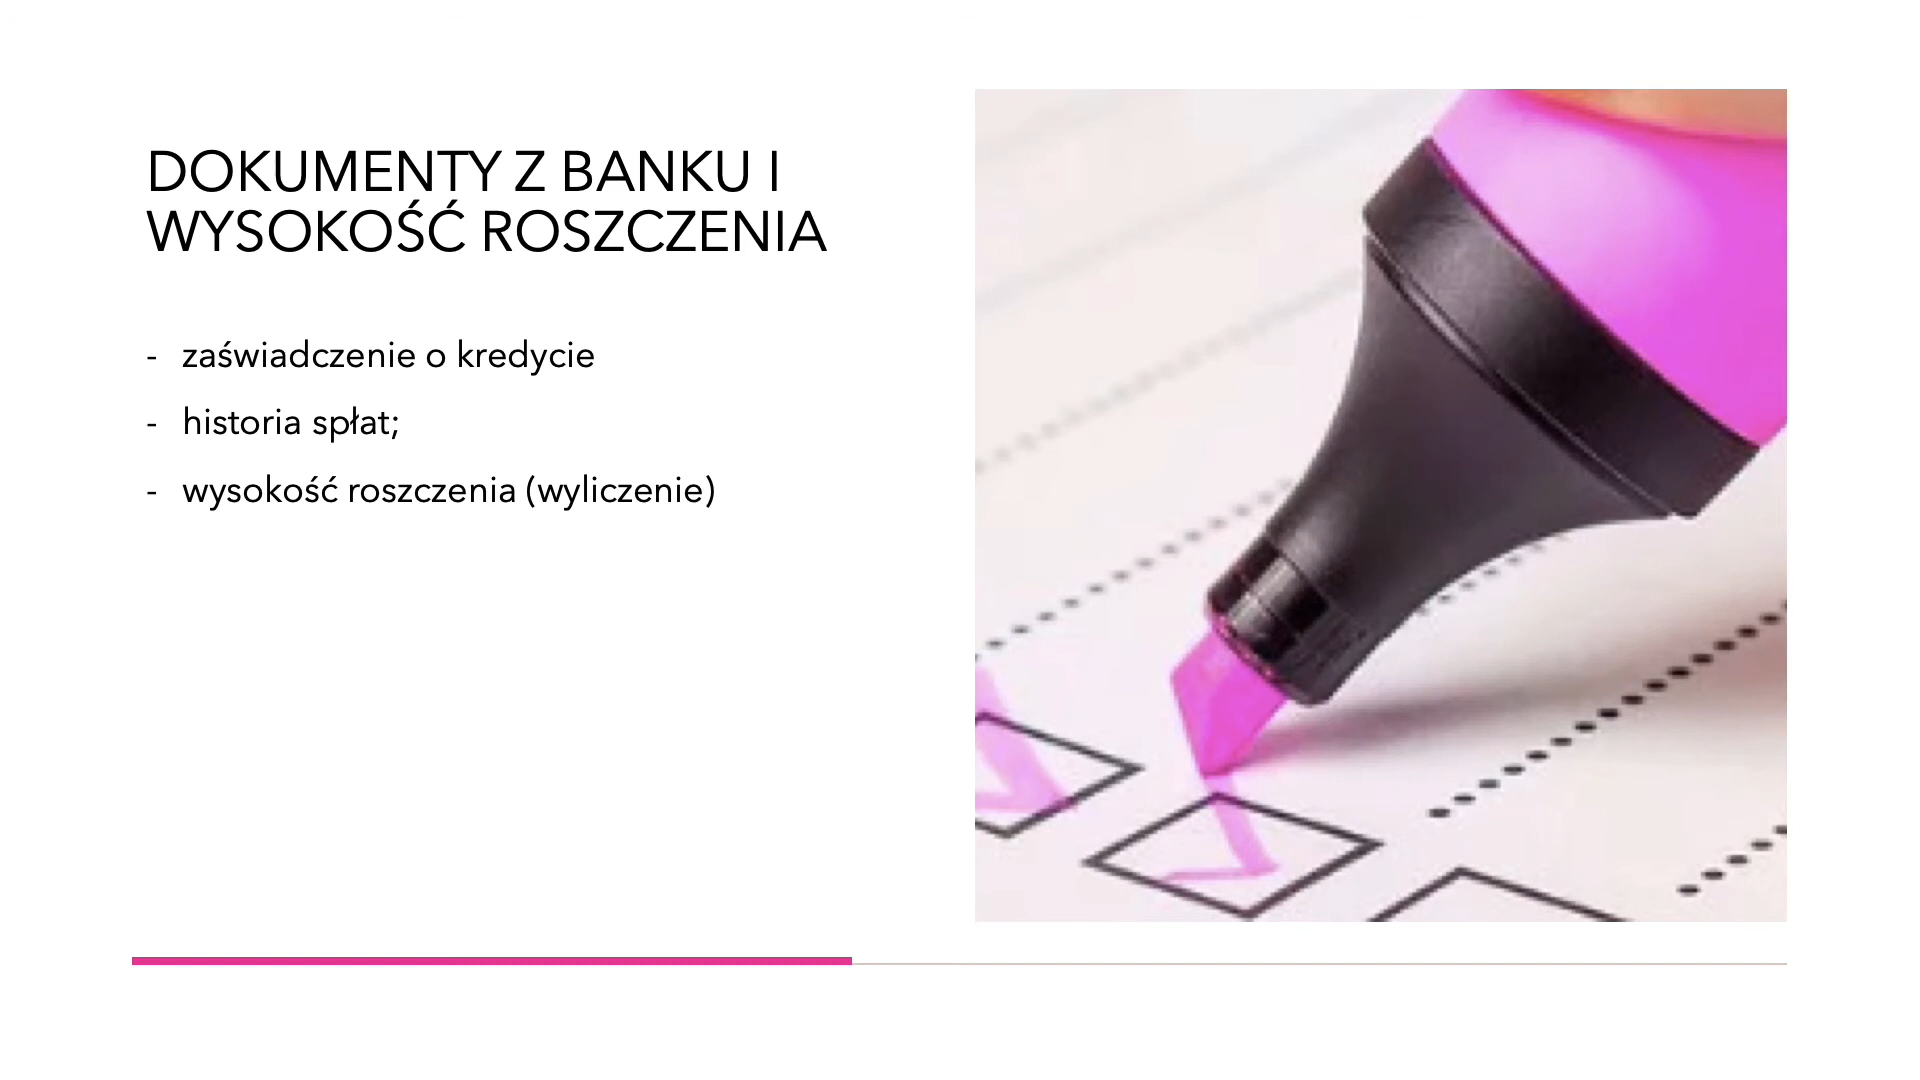 DOKUMENTY Z BANKU I
WYSOKOŚĆ ROSZCZENIA
- zaświadczenie o kredycie
- historia spłat;
- wysokość roszczenia (wyliczenie)